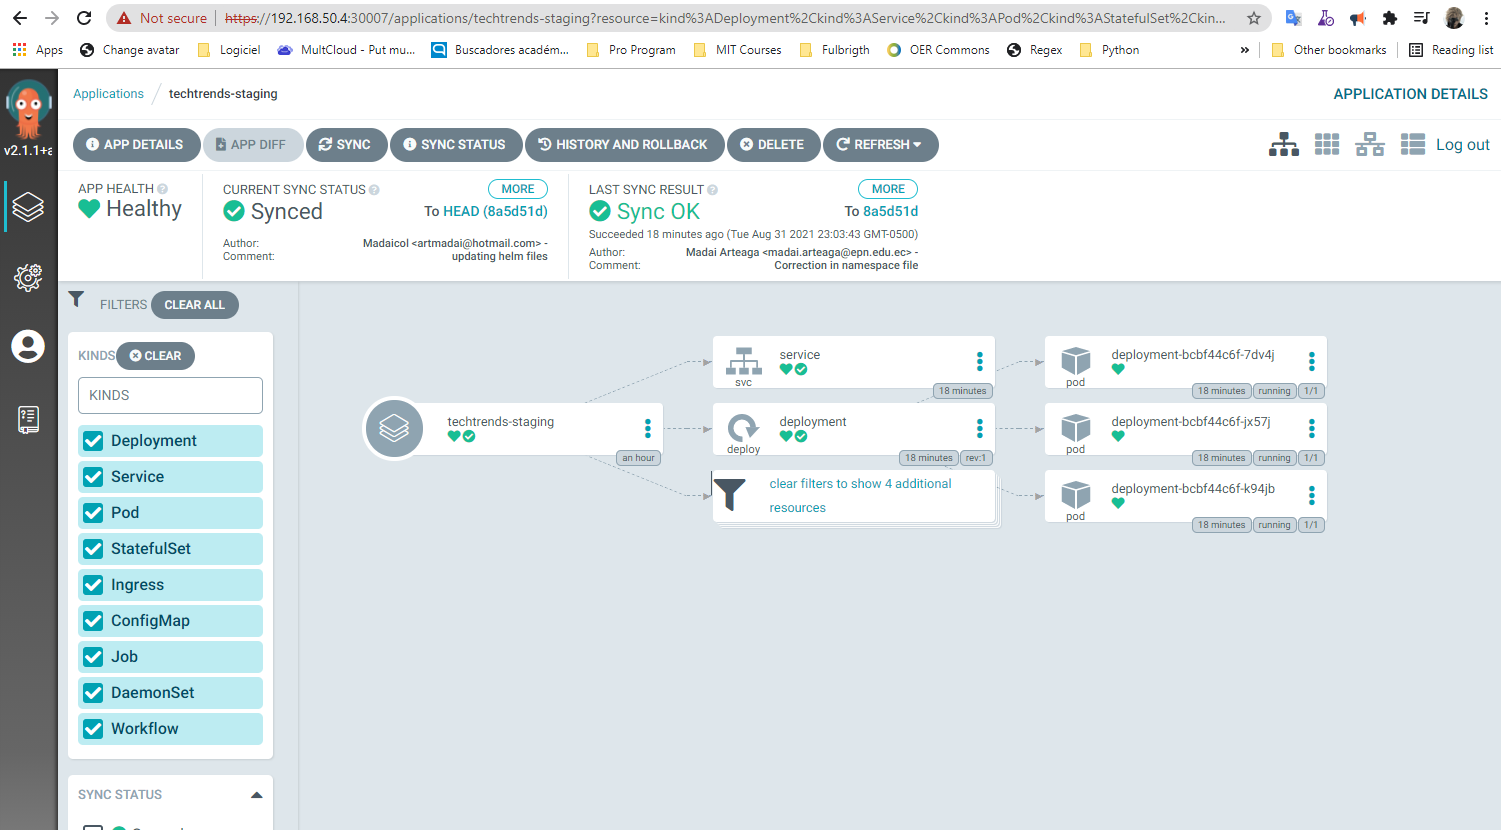 Not secure https://192.168.50.4:30007/applications/techtrends-staging?resource=kind%3ADeployment%2Ckind%3AService%2Ckind%3APod%2Ckind%3AStatefulSet%2Ckin...
Apps Change avatar Logiciel MultCloud - Put mu... Buscadores académ... Pro Program MIT Courses Fulbrigth OER Commons Regex Python » Other bookmarks Reading list
v2.1.1+a
Applications / techtrends-staging APPLICATION DETAILS
APP DETAILS APP DIFF SYNC SYNC STATUS HISTORY AND ROLLBACK DELETE REFRESH Log out
APP HEALTH
Healthy
CURRENT SYNC STATUS MORE
Synced To HEAD (8a5d51d)
Author: Madaicol <artmadai@hotmail.com> -
Comment: updating helm files
LAST SYNC RESULT MORE
Sync OK To 8a5d51d
Succeeded 18 minutes ago (Tue Aug 31 2021 23:03:43 GMT-0500)
Author: Madai Arteaga <madai.arteaga@epn.edu.ec> -
Comment: Correction in namespace file
FILTERS CLEAR ALL
KINDS CLEAR
KINDS
Deployment
Service
Pod
StatefulSet
Ingress
ConfigMap
Job
DaemonSet
Workflow
SYNC STATUS
techtrends-staging
an hour
service
svc
18 minutes
deployment
deploy
18 minutes rev:1
clear filters to show 4 additional
resources
deployment-bcbf44c6f-7dv4j
pod
18 minutes running 1/1
deployment-bcbf44c6f-jx57j
pod
18 minutes running 1/1
deployment-bcbf44c6f-k94jb
pod
18 minutes running 1/1